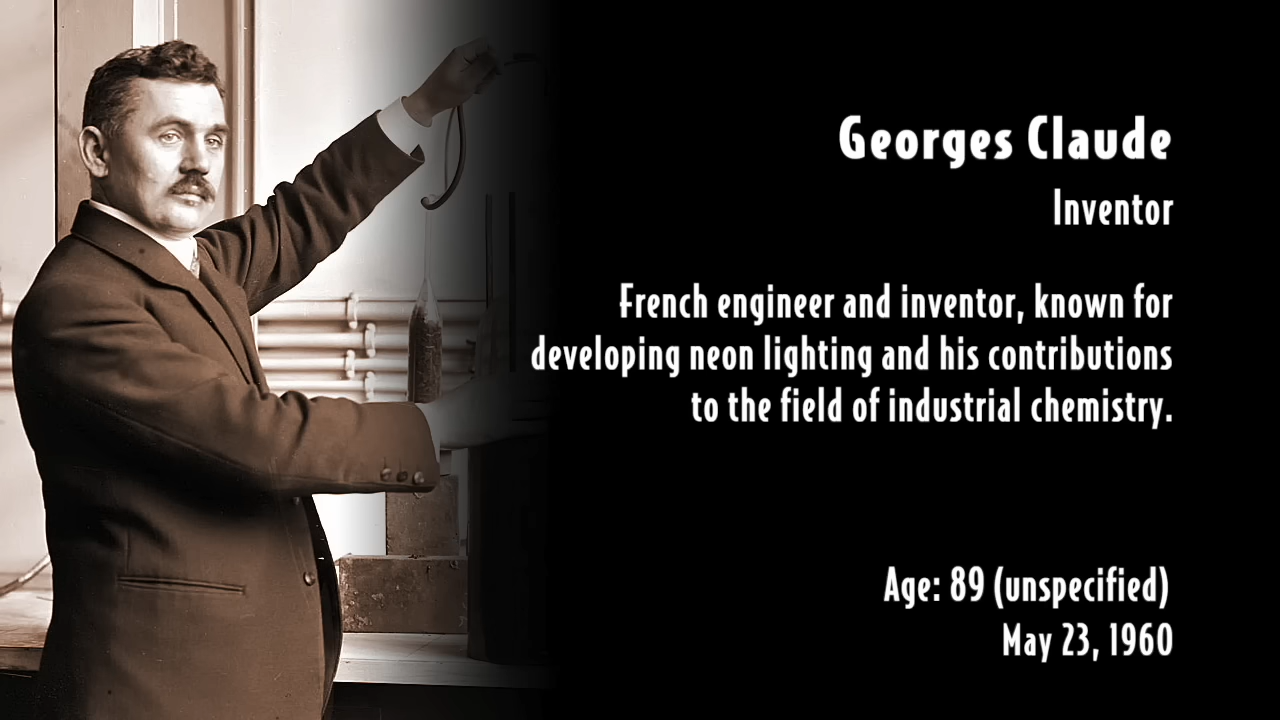 Georges Claude
Inventor
French engineer and inventor, known for
developing neon lighting and his contributions
to the field of industrial chemistry.
Age: 89 (unspecified)
May 23, 1960